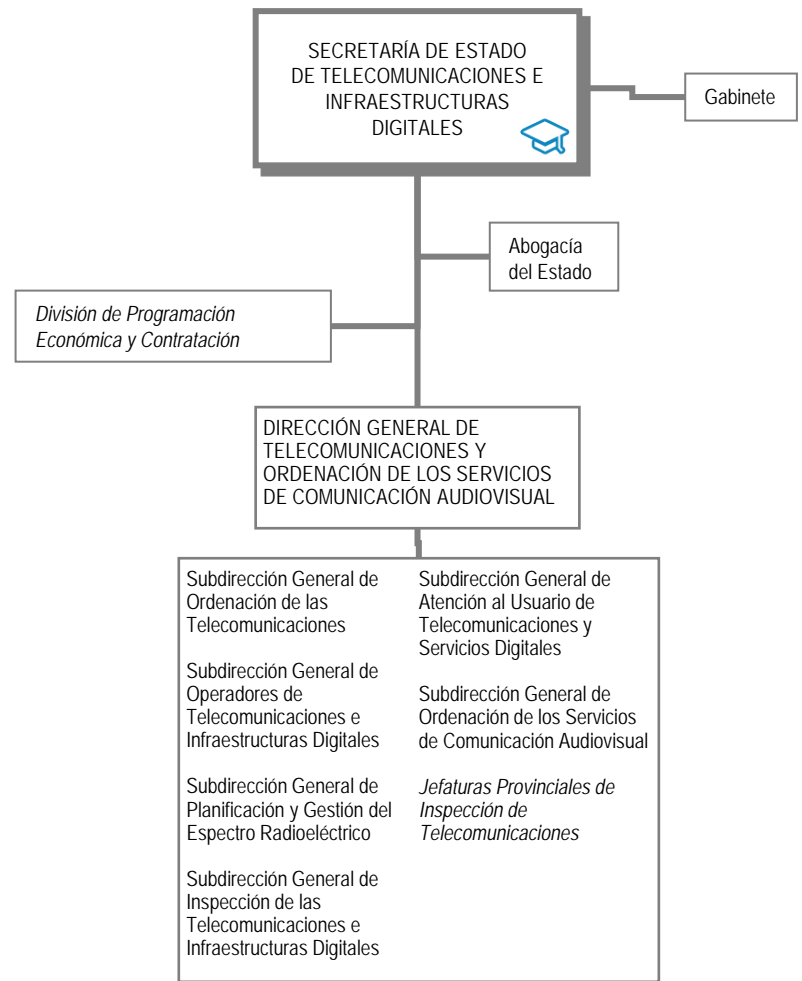 SECRETARÍA DE ESTADO
DE TELECOMUNICACIONES E
INFRAESTRUCTURAS
DIGITALES
Gabinete
Abogacía
del Estado
División de Programación
Económica y Contratación
DIRECCIÓN GENERAL DE
TELECOMUNICACIONES Y
ORDENACIÓN DE LOS SERVICIOS
DE COMUNICACIÓN AUDIOVISUAL
Subdirección General de
Ordenación de las
Telecomunicaciones
Subdirección General de
Operadores de
Telecomunicaciones e
Infraestructuras Digitales
Subdirección General de
Planificación y Gestión del
Espectro Radioeléctrico
Subdirección General de
Inspección de las
Telecomunicaciones e
Infraestructuras Digitales
Subdirección General de
Atención al Usuario de
Telecomunicaciones y
Servicios Digitales
Subdirección General de
Ordenación de los Servicios
de Comunicación Audiovisual
Jefaturas Provinciales de
Inspección de
Telecomunicaciones